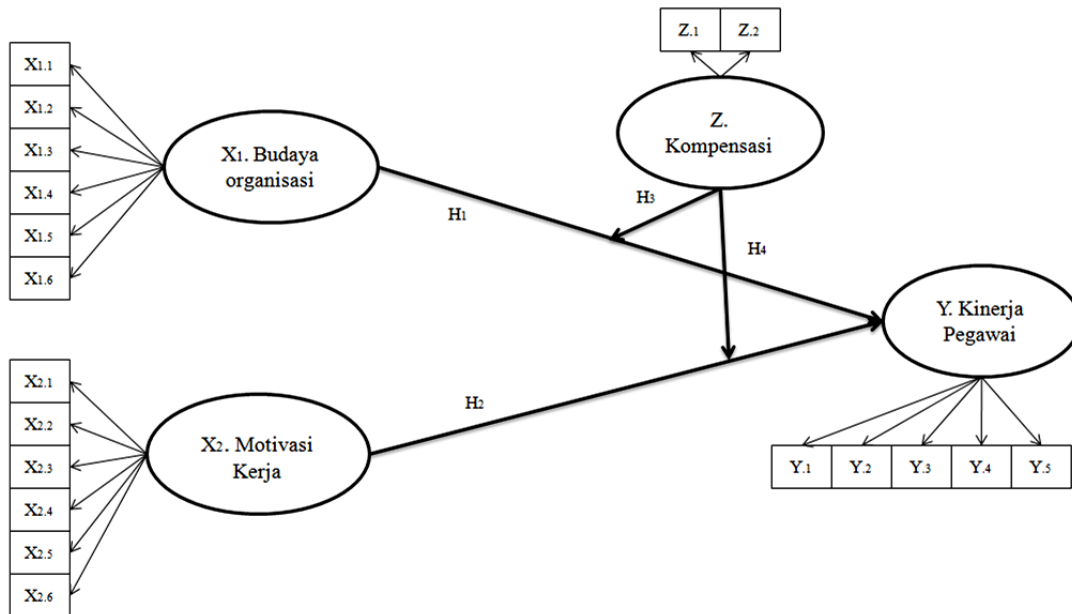 Z.1
Z.2
X1.1
X1.2
X1.3
X1.4
X1.5
X1.6
X1. Budaya
organisasi
Z.
Kompensasi
H1
H3
H4
Y. Kinerja
Pegawai
X2.1
X2.2
X2.3
X2.4
X2.5
X2.6
X2. Motivasi
Kerja
H2
Y.1
Y.2
Y.3
Y.4
Y.5